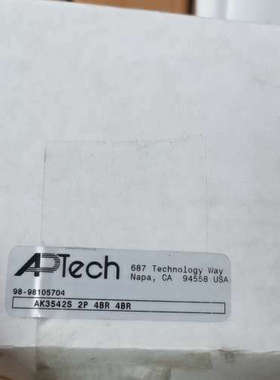 APTech
687 Technology Way
Napa, CA 94558 USA
98-98105704
AK3542S 2P 4BR 4BR